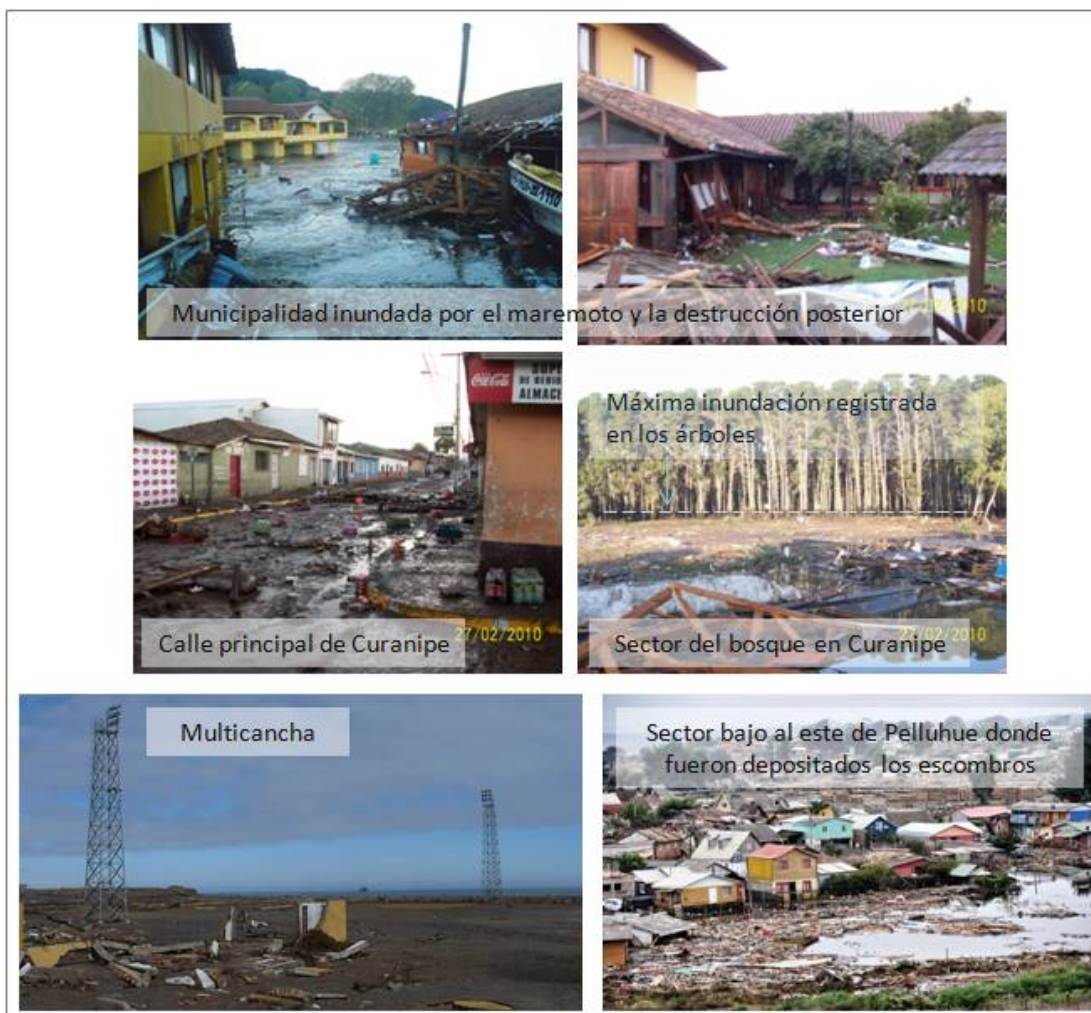 Municipalidad inundada por el maremoto y la destrucción posterior
Coca-Cola
DE BEBID
ALMACE
27/02/2010
Calle principal de Curanipe
Máxima inundación registrada
en los árboles
27/02/2010
Sector del bosque en Curanipe
Multicancha
Sector bajo al este de Pelluhue donde
fueron depositados los escombros